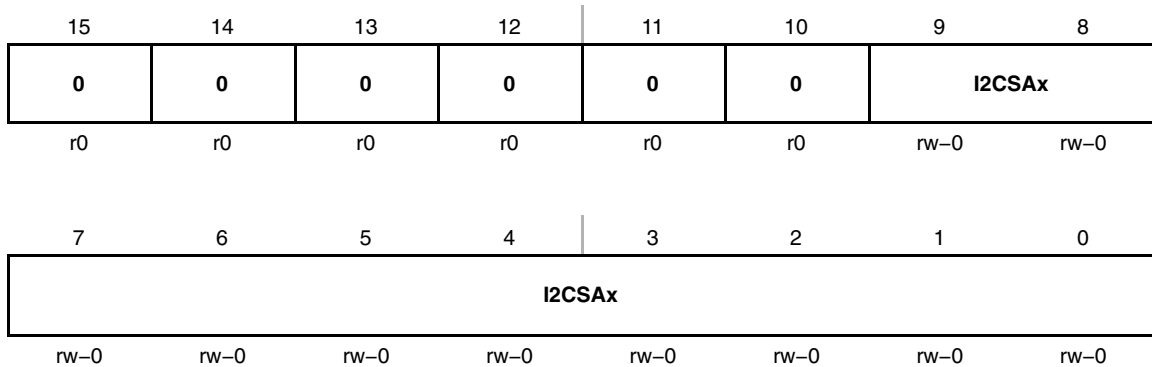 15 14 13 12 11 10 9 8
0 0 0 0 0 0 I2CSAx
r0 r0 r0 r0 r0 r0 rw−0 rw−0
7 6 5 4 3 2 1 0
I2CSAx
rw−0 rw−0 rw−0 rw−0 rw−0 rw−0 rw−0 rw−0